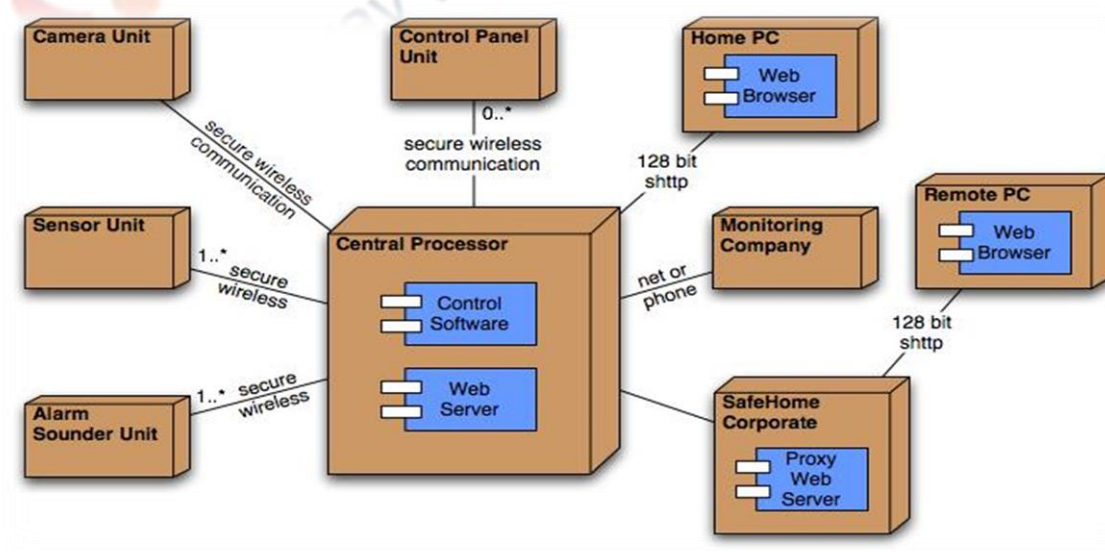 Camera Unit
Control Panel
Unit
Home PC
Web
Browser
0..*
secure wireless
communication
secure wireless
communication
128 bit
shttp
Remote PC
Web
Browser
Sensor Unit
1..* secure
wireless
Central Processor
Control
Software
Web
Server
Monitoring
Company
net or
phone
128 bit
shttp
Alarm
Sounder Unit
1..* secure
wireless
SafeHome
Corporate
Proxy
Web
Server